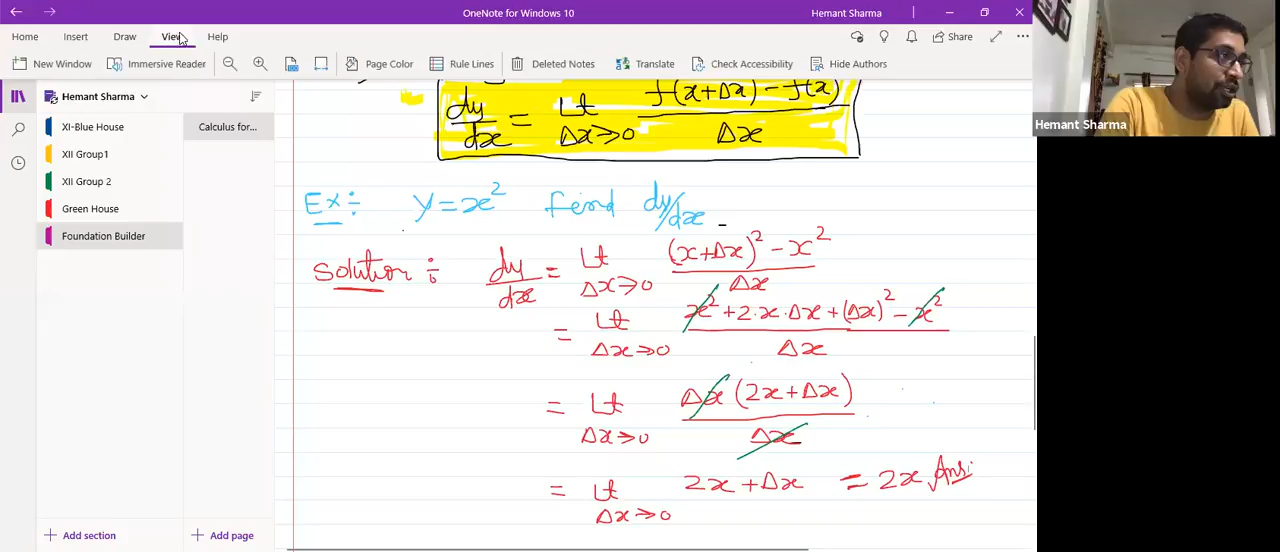 OneNote for Windows 10
Hemant Sharma
Home Insert Draw View Help
Share
New Window Immersive Reader Page Color Rule Lines Deleted Notes Translate Check Accessibility Hide Authors
Hemant Sharma
XI-Blue House
XII Group1
XII Group 2
Green House
Foundation Builder
Add section
Calculus for...
Add page
Hemant Sharma
dy/dx = Lt Δx→0 f(x+Δx) - f(x) / Δx
Ex: y = x² find dy/dx
Solution: dy/dx = Lt Δx→0 (x+Δx)² - x² / Δx
= Lt Δx→0 x² + 2·x·Δx + (Δx)² - x² / Δx
= Lt Δx→0 Δx (2x + Δx) / Δx
= Lt Δx→0 2x + Δx = 2x Ans: